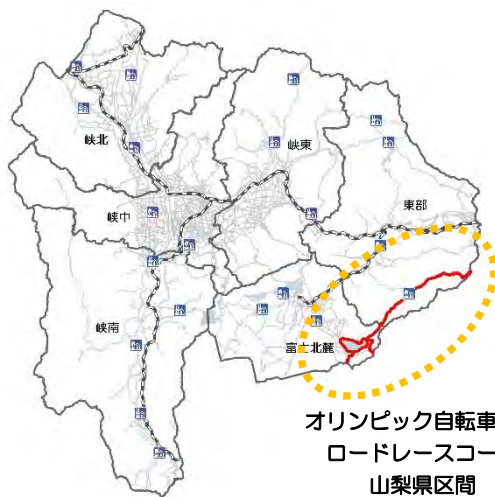 峡北
峡東
峡中
東部
峡南
富士北麓
オリンピック自転車
ロードレースコー
山梨県区間